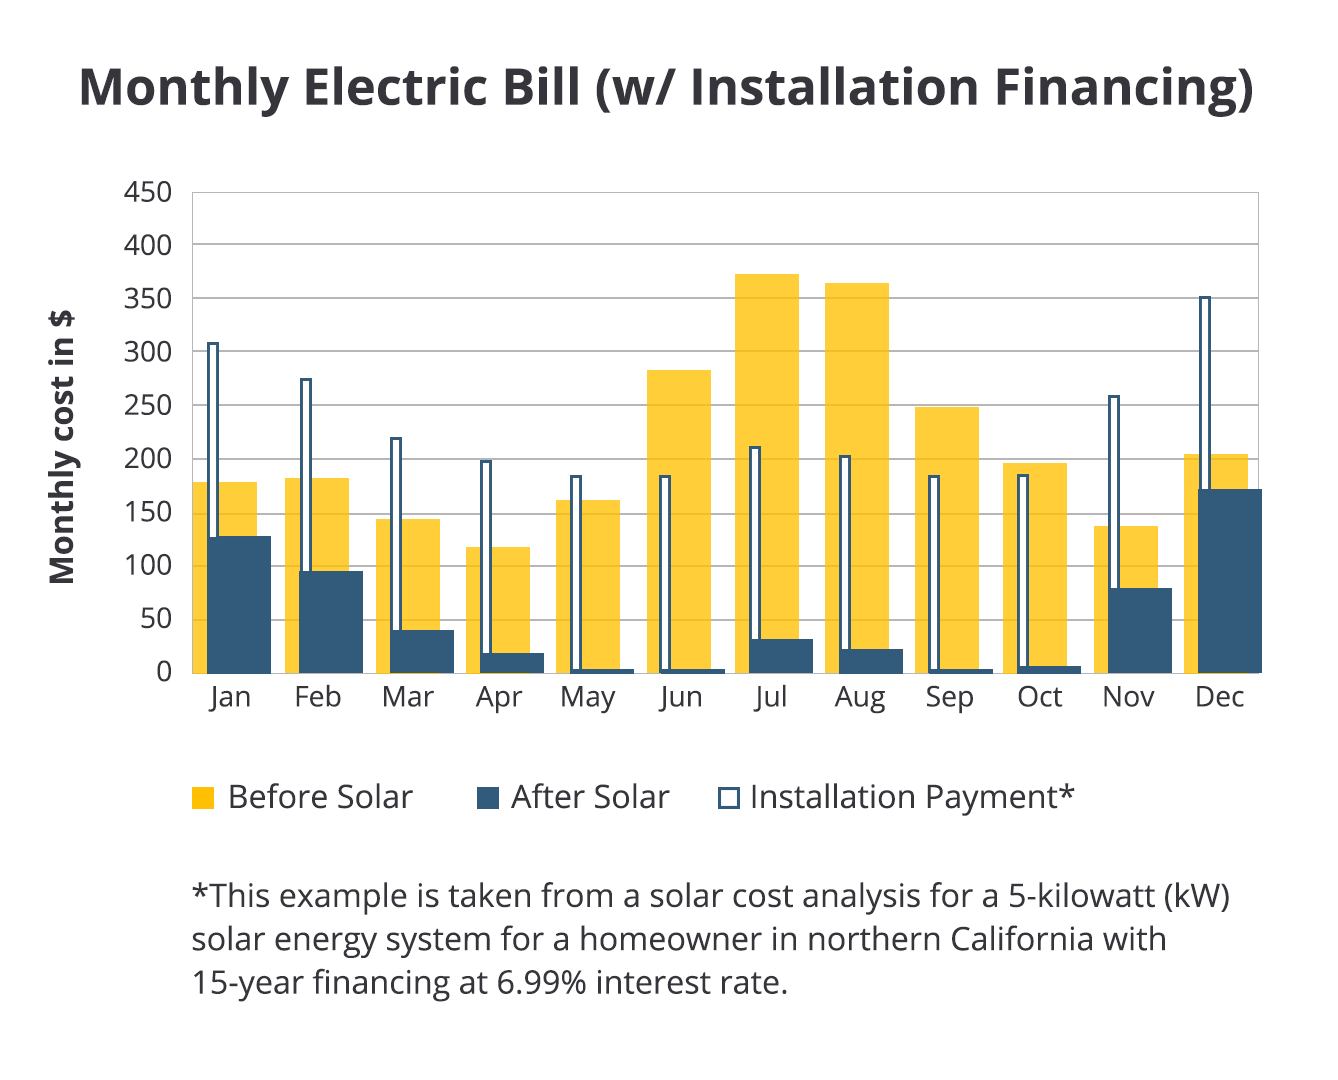 Monthly Electric Bill (w/ Installation Financing)
Monthly cost in $
450
400
350
300
250
200
150
100
50
0
Jan Feb Mar Apr May Jun Jul Aug Sep Oct Nov Dec
Before Solar After Solar Installation Payment*
*This example is taken from a solar cost analysis for a 5-kilowatt (kW)
solar energy system for a homeowner in northern California with
15-year financing at 6.99% interest rate.